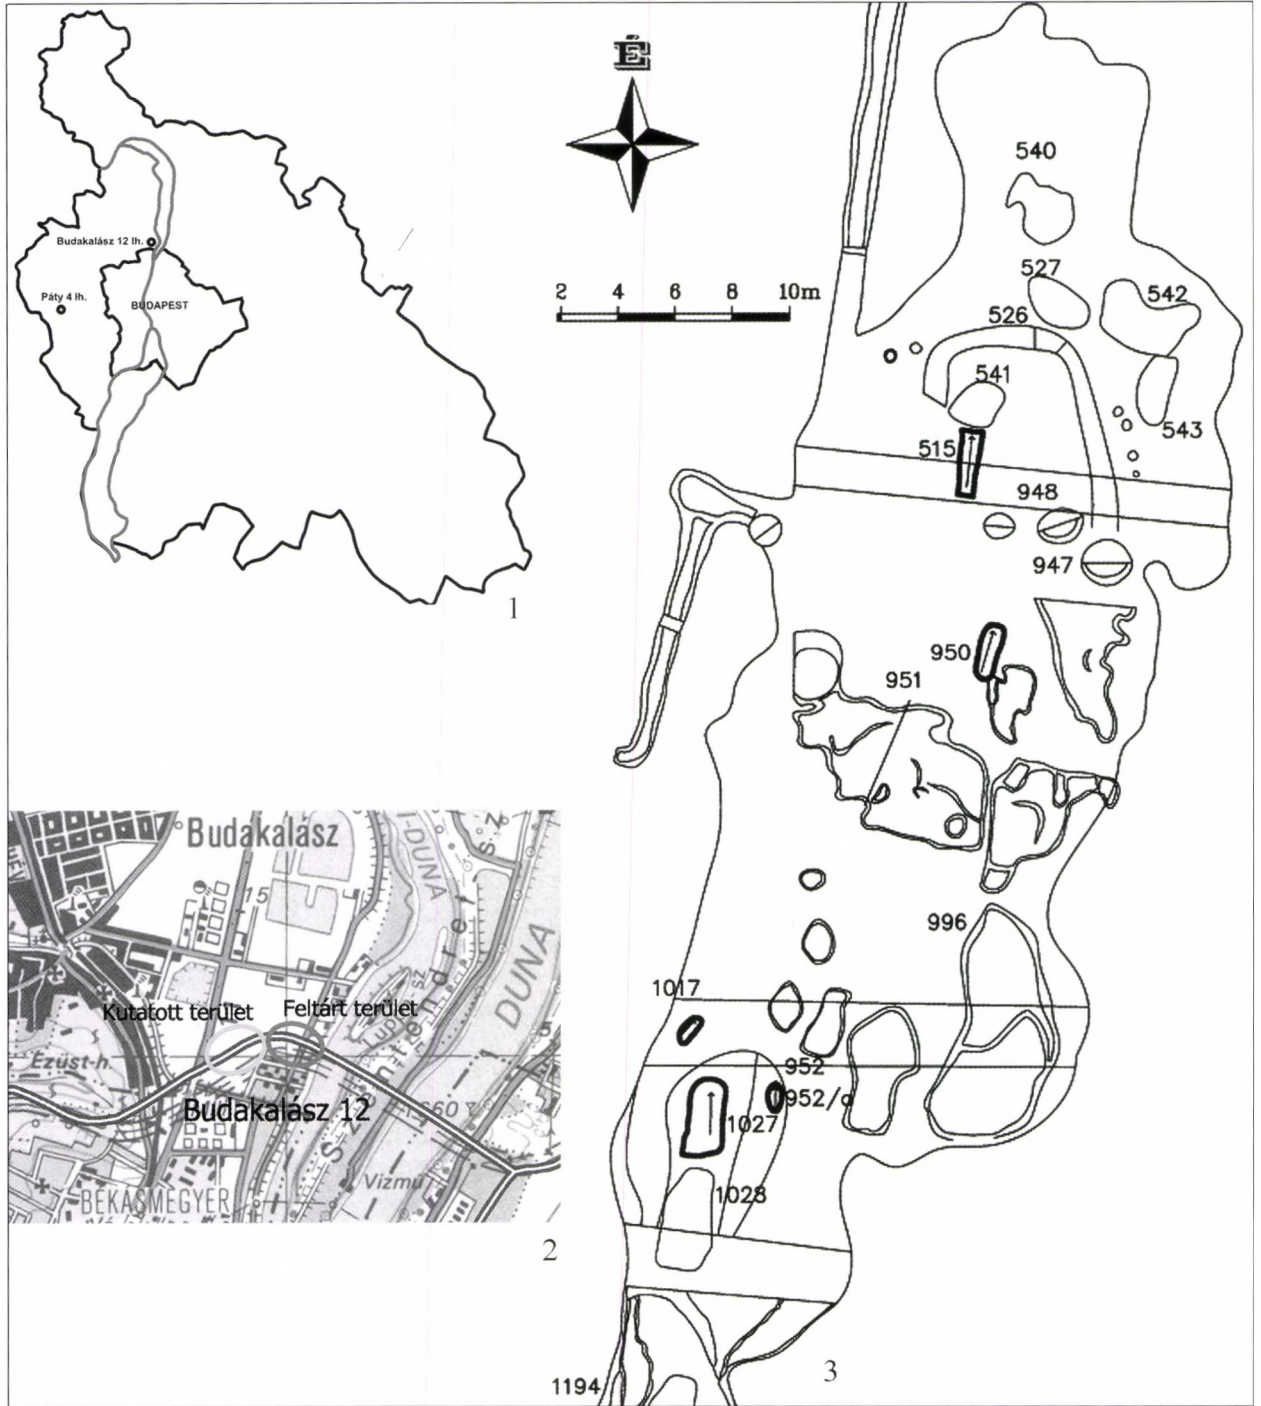 Budakalász 12 lh.
Páty 4 lh.
BUDAPEST
1
É
2 4 6 8 10m
540
527
542
526
541
543
515
948
947
950
951
996
1017
952
952/a
1027
1028
1194
3
Budakalász
15
DUNA
Kutatott terület
Feltárt terület
Ezüst-h.
DUNA
Szentendrei
Budakalász 12
Vízmű
BÉKÁSMEGYER
2